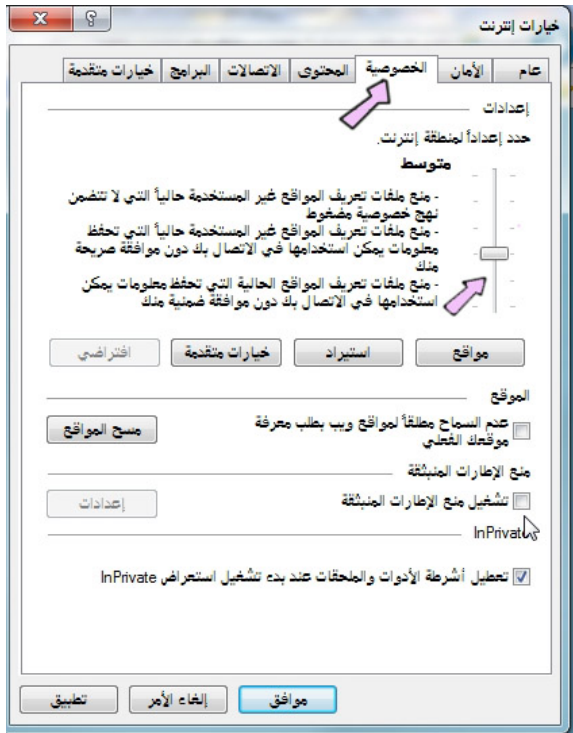 خيارات إنترنت
عام الأمان الخصوصية المحتوى الاتصالات البرامج خيارات متقدمة
إعدادات
حدد إعداداً لمنطقة إنترنت.
متوسط
- منع ملفات تعريف المواقع غير المستخدمة حالياً التي لا تتضمن
نهج خصوصية مضغوط
- منع ملفات تعريف المواقع غير المستخدمة حالياً التي تحفظ
معلومات يمكن استخدامها في الاتصال بك دون موافقة صريحة
منك
- منع ملفات تعريف المواقع الحالية التي تحفظ معلومات يمكن
استخدامها في الاتصال بك دون موافقة ضمنية منك
مواقع استيراد خيارات متقدمة افتراضي
الموقع
عدم السماح مطلقاً لمواقع ويب بطلب معرفة
موقعك الفعلي
مسح المواقع
منع الإطارات المنبثقة
تشغيل منع الإطارات المنبثقة إعدادات
InPrivate
تعطيل أشرطة الأدوات والملحقات عند بدء تشغيل استعراض InPrivate
موافق إلغاء الأمر تطبيق